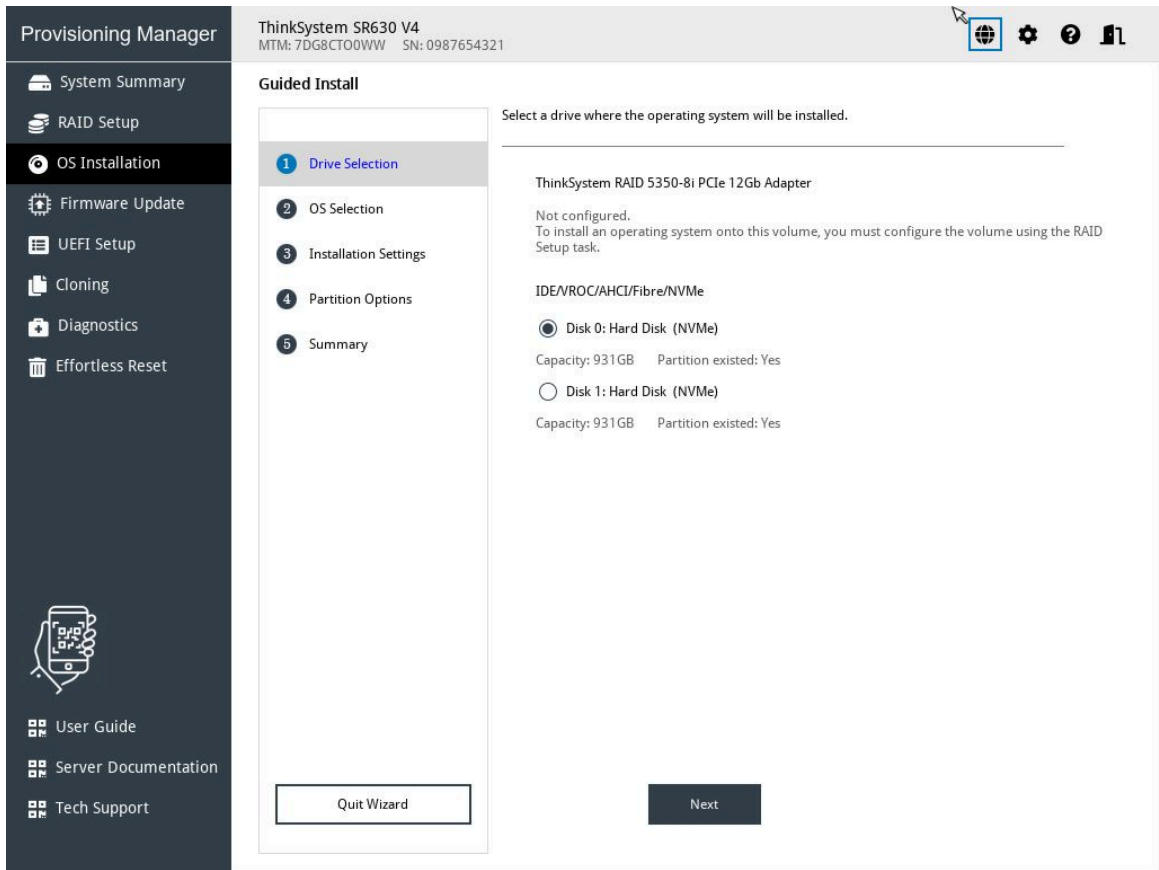 Provisioning Manager
ThinkSystem SR630 V4
MTM: 7DG8CTO0WW SN: 0987654321
System Summary
RAID Setup
OS Installation
Firmware Update
UEFI Setup
Cloning
Diagnostics
Effortless Reset
User Guide
Server Documentation
Tech Support
Guided Install
1 Drive Selection
2 OS Selection
3 Installation Settings
4 Partition Options
5 Summary
Quit Wizard
Select a drive where the operating system will be installed.
ThinkSystem RAID 5350-8i PCIe 12Gb Adapter
Not configured.
To install an operating system onto this volume, you must configure the volume using the RAID
Setup task.
IDE/VROC/AHCI/Fibre/NVMe
Disk 0: Hard Disk (NVMe)
Capacity: 931GB Partition existed: Yes
Disk 1: Hard Disk (NVMe)
Capacity: 931GB Partition existed: Yes
Next